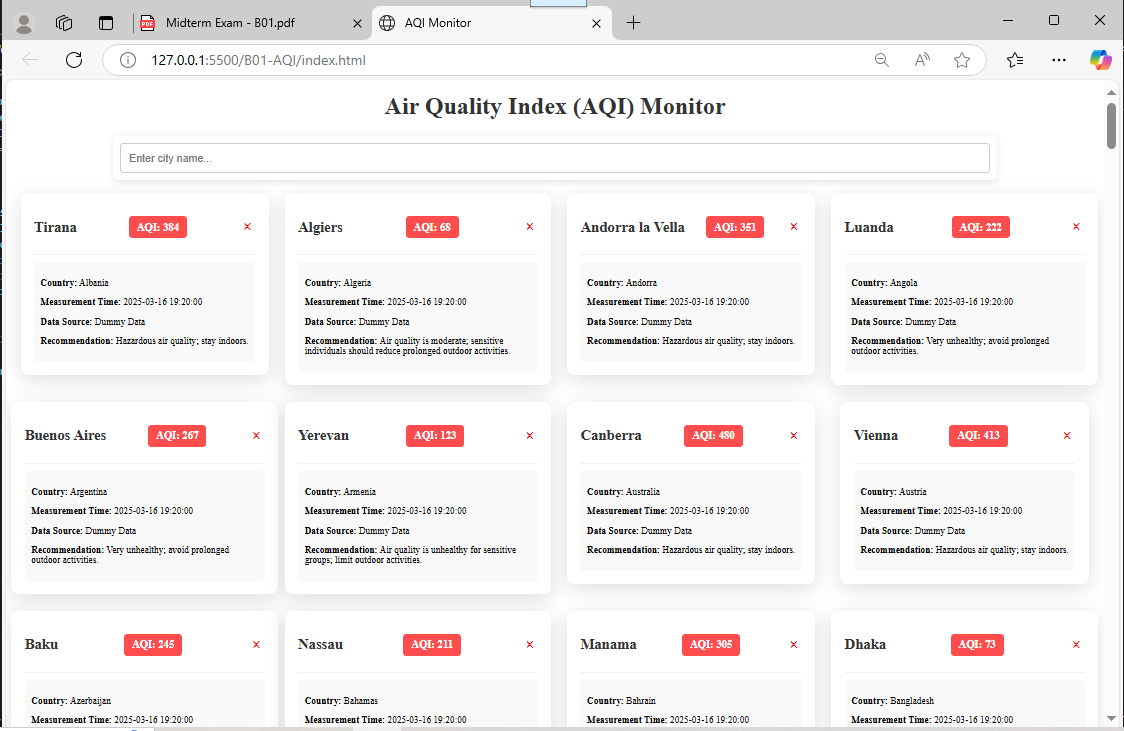 Midterm Exam - B01.pdf
AQI Monitor
127.0.0.1:5500/B01-AQI/index.html
Air Quality Index (AQI) Monitor
Enter city name...
Tirana
AQI: 384
×
Country: Albania
Measurement Time: 2025-03-16 19:20:00
Data Source: Dummy Data
Recommendation: Hazardous air quality; stay indoors.
Algiers
AQI: 68
×
Country: Algeria
Measurement Time: 2025-03-16 19:20:00
Data Source: Dummy Data
Recommendation: Air quality is moderate; sensitive
individuals should reduce prolonged outdoor activities.
Andorra la Vella
AQI: 351
×
Country: Andorra
Measurement Time: 2025-03-16 19:20:00
Data Source: Dummy Data
Recommendation: Hazardous air quality; stay indoors.
Luanda
AQI: 222
×
Country: Angola
Measurement Time: 2025-03-16 19:20:00
Data Source: Dummy Data
Recommendation: Very unhealthy; avoid prolonged
outdoor activities.
Buenos Aires
AQI: 267
×
Country: Argentina
Measurement Time: 2025-03-16 19:20:00
Data Source: Dummy Data
Recommendation: Very unhealthy; avoid prolonged
outdoor activities.
Yerevan
AQI: 123
×
Country: Armenia
Measurement Time: 2025-03-16 19:20:00
Data Source: Dummy Data
Recommendation: Air quality is unhealthy for sensitive
groups; limit outdoor activities.
Canberra
AQI: 480
×
Country: Australia
Measurement Time: 2025-03-16 19:20:00
Data Source: Dummy Data
Recommendation: Hazardous air quality; stay indoors.
Vienna
AQI: 413
×
Country: Austria
Measurement Time: 2025-03-16 19:20:00
Data Source: Dummy Data
Recommendation: Hazardous air quality; stay indoors.
Baku
AQI: 245
×
Country: Azerbaijan
Measurement Time: 2025-03-16 19:20:00
Nassau
AQI: 211
×
Country: Bahamas
Measurement Time: 2025-03-16 19:20:00
Manama
AQI: 305
×
Country: Bahrain
Measurement Time: 2025-03-16 19:20:00
Dhaka
AQI: 73
×
Country: Bangladesh
Measurement Time: 2025-03-16 19:20:00